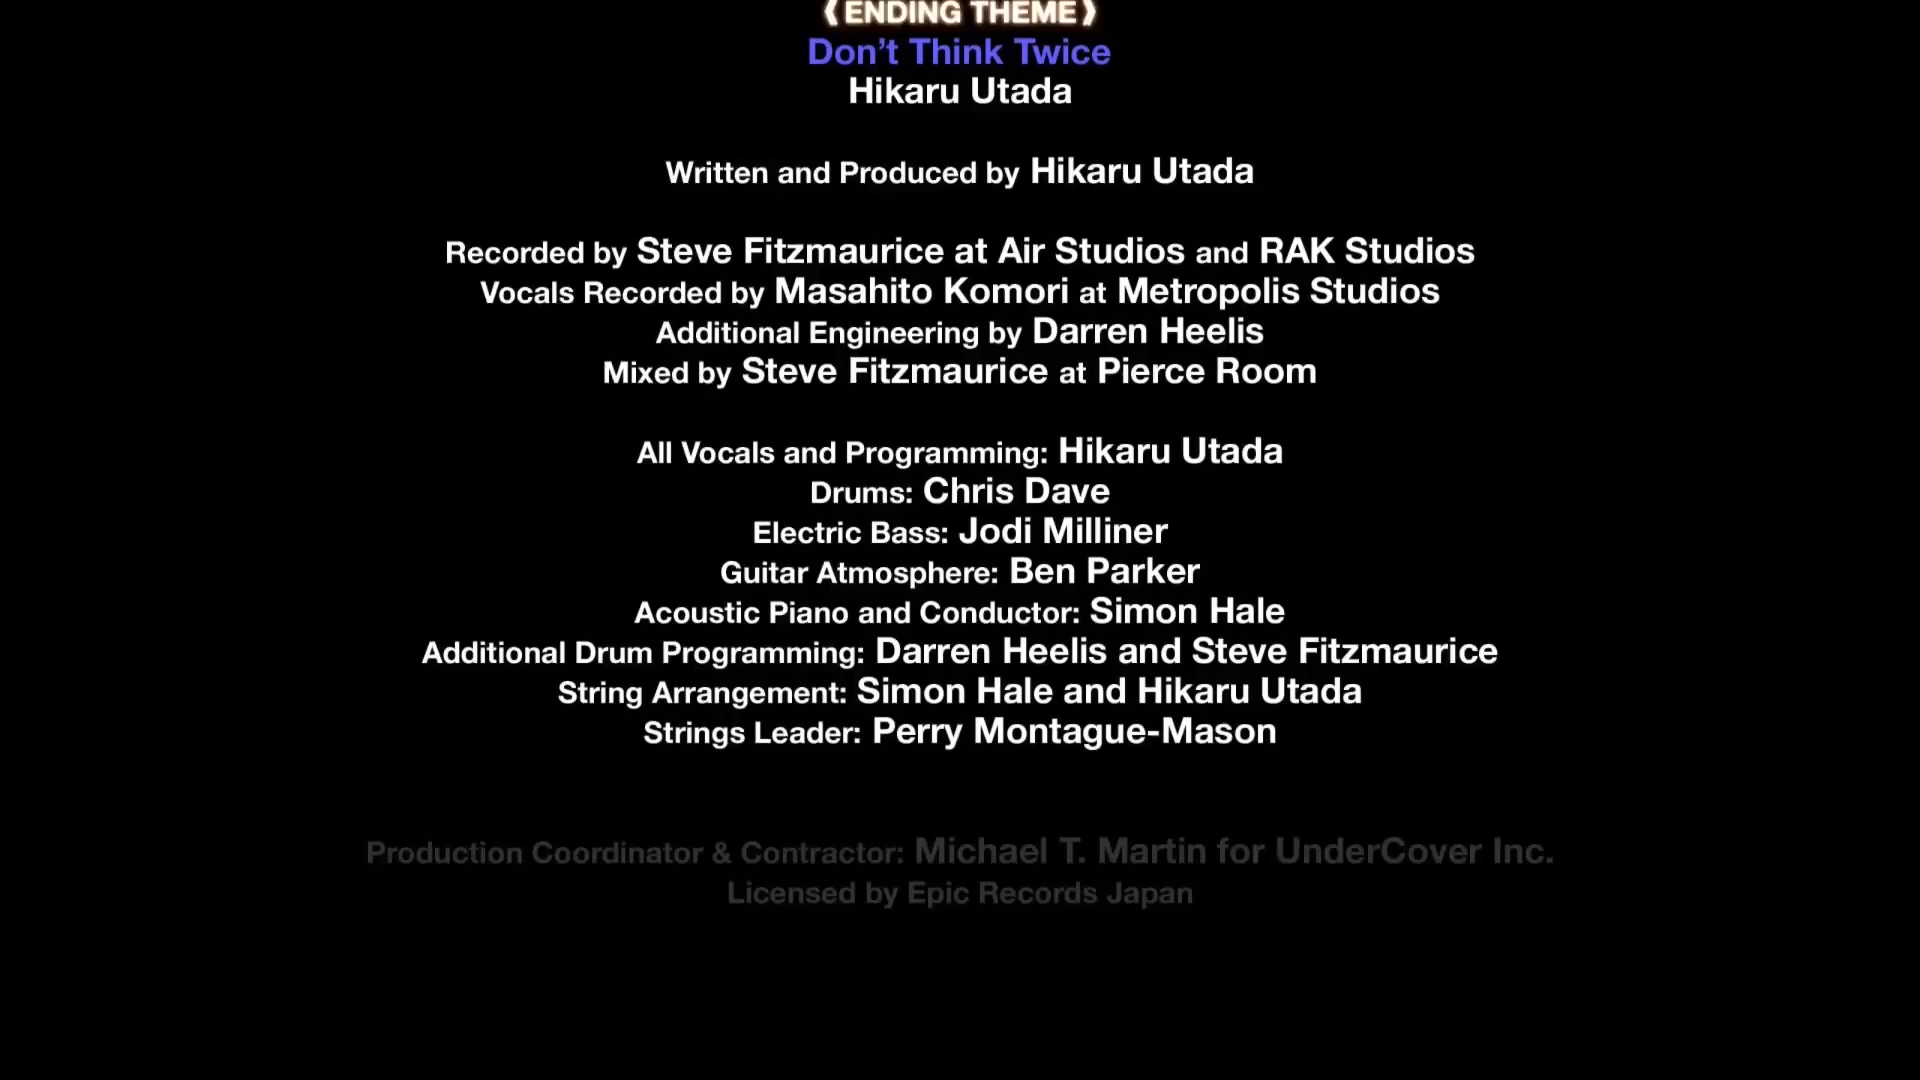 ❬ENDING THEME❭
Don't Think Twice
Hikaru Utada
Written and Produced by Hikaru Utada
Recorded by Steve Fitzmaurice at Air Studios and RAK Studios
Vocals Recorded by Masahito Komori at Metropolis Studios
Additional Engineering by Darren Heelis
Mixed by Steve Fitzmaurice at Pierce Room
All Vocals and Programming: Hikaru Utada
Drums: Chris Dave
Electric Bass: Jodi Milliner
Guitar Atmosphere: Ben Parker
Acoustic Piano and Conductor: Simon Hale
Additional Drum Programming: Darren Heelis and Steve Fitzmaurice
String Arrangement: Simon Hale and Hikaru Utada
Strings Leader: Perry Montague-Mason
Production Coordinator & Contractor: Michael T. Martin for UnderCover Inc.
Licensed by Epic Records Japan